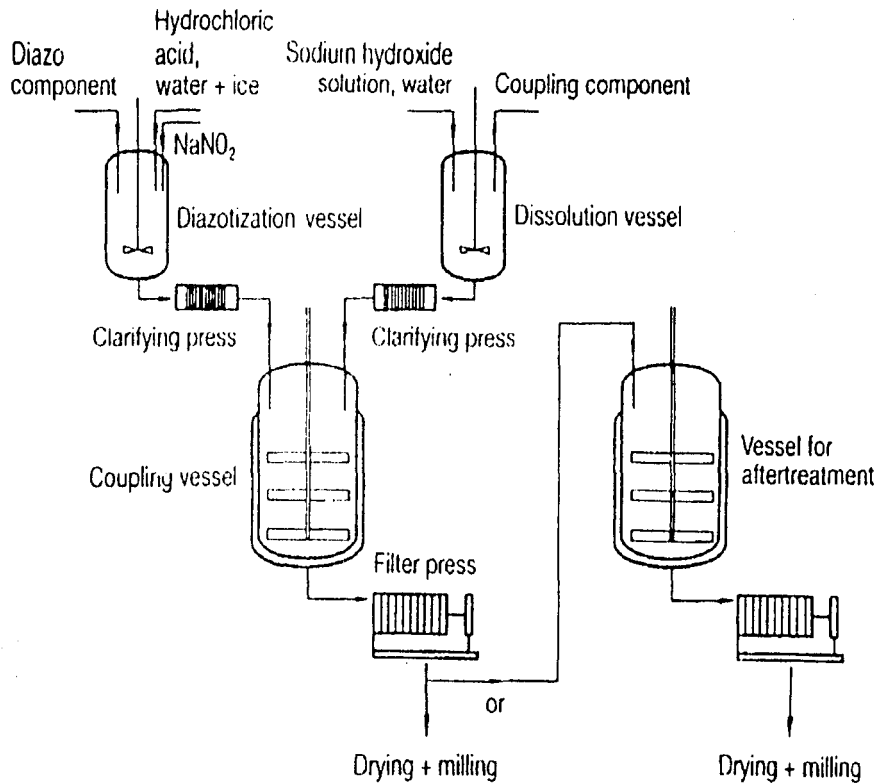 Diazo
component
Hydrochloric
acid,
water + ice
NaNO₂
Sodium hydroxide
solution, water
Coupling component
Diazotization vessel
Dissolution vessel
Clarifying press
Clarifying press
Coupling vessel
Vessel for
aftertreatment
Filter press
or
Drying + milling
Drying + milling